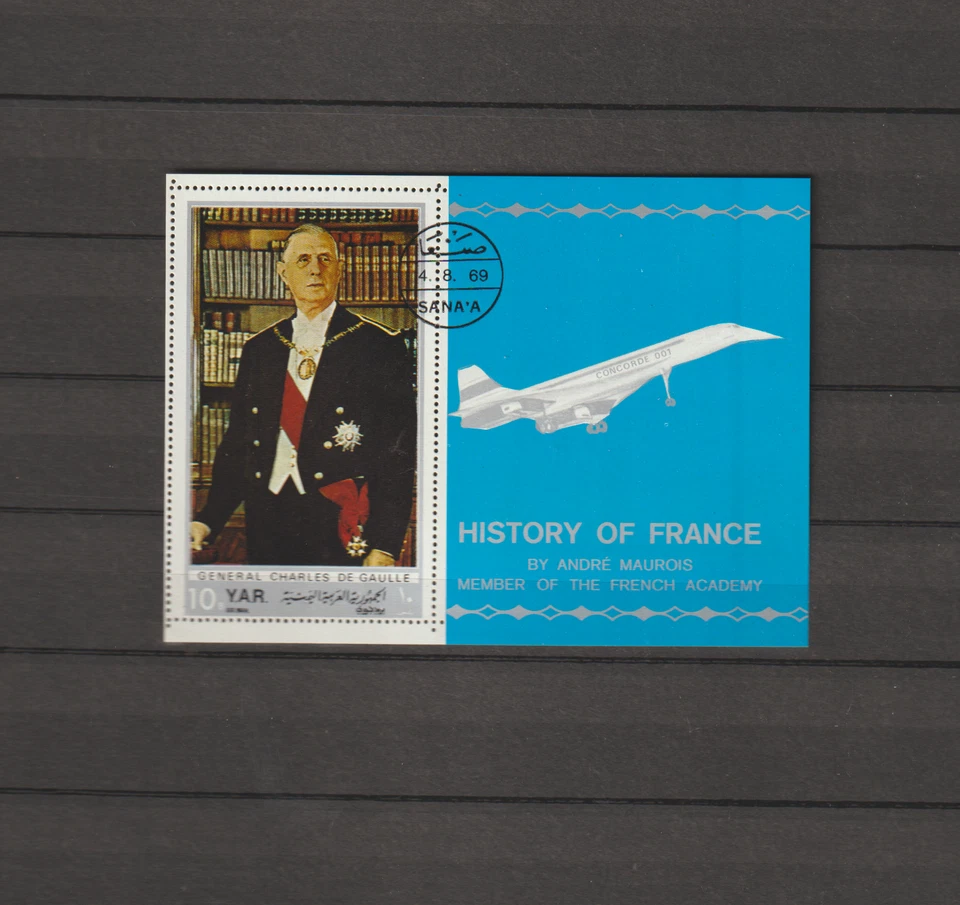 صنعاء
4. 8. 69
SANA'A
GENERAL CHARLES DE GAULLE
10 YAR. الجمهورية العربية اليمنية ١٠
CONCORDE 001
HISTORY OF FRANCE
BY ANDRÉ MAUROIS
MEMBER OF THE FRENCH ACADEMY